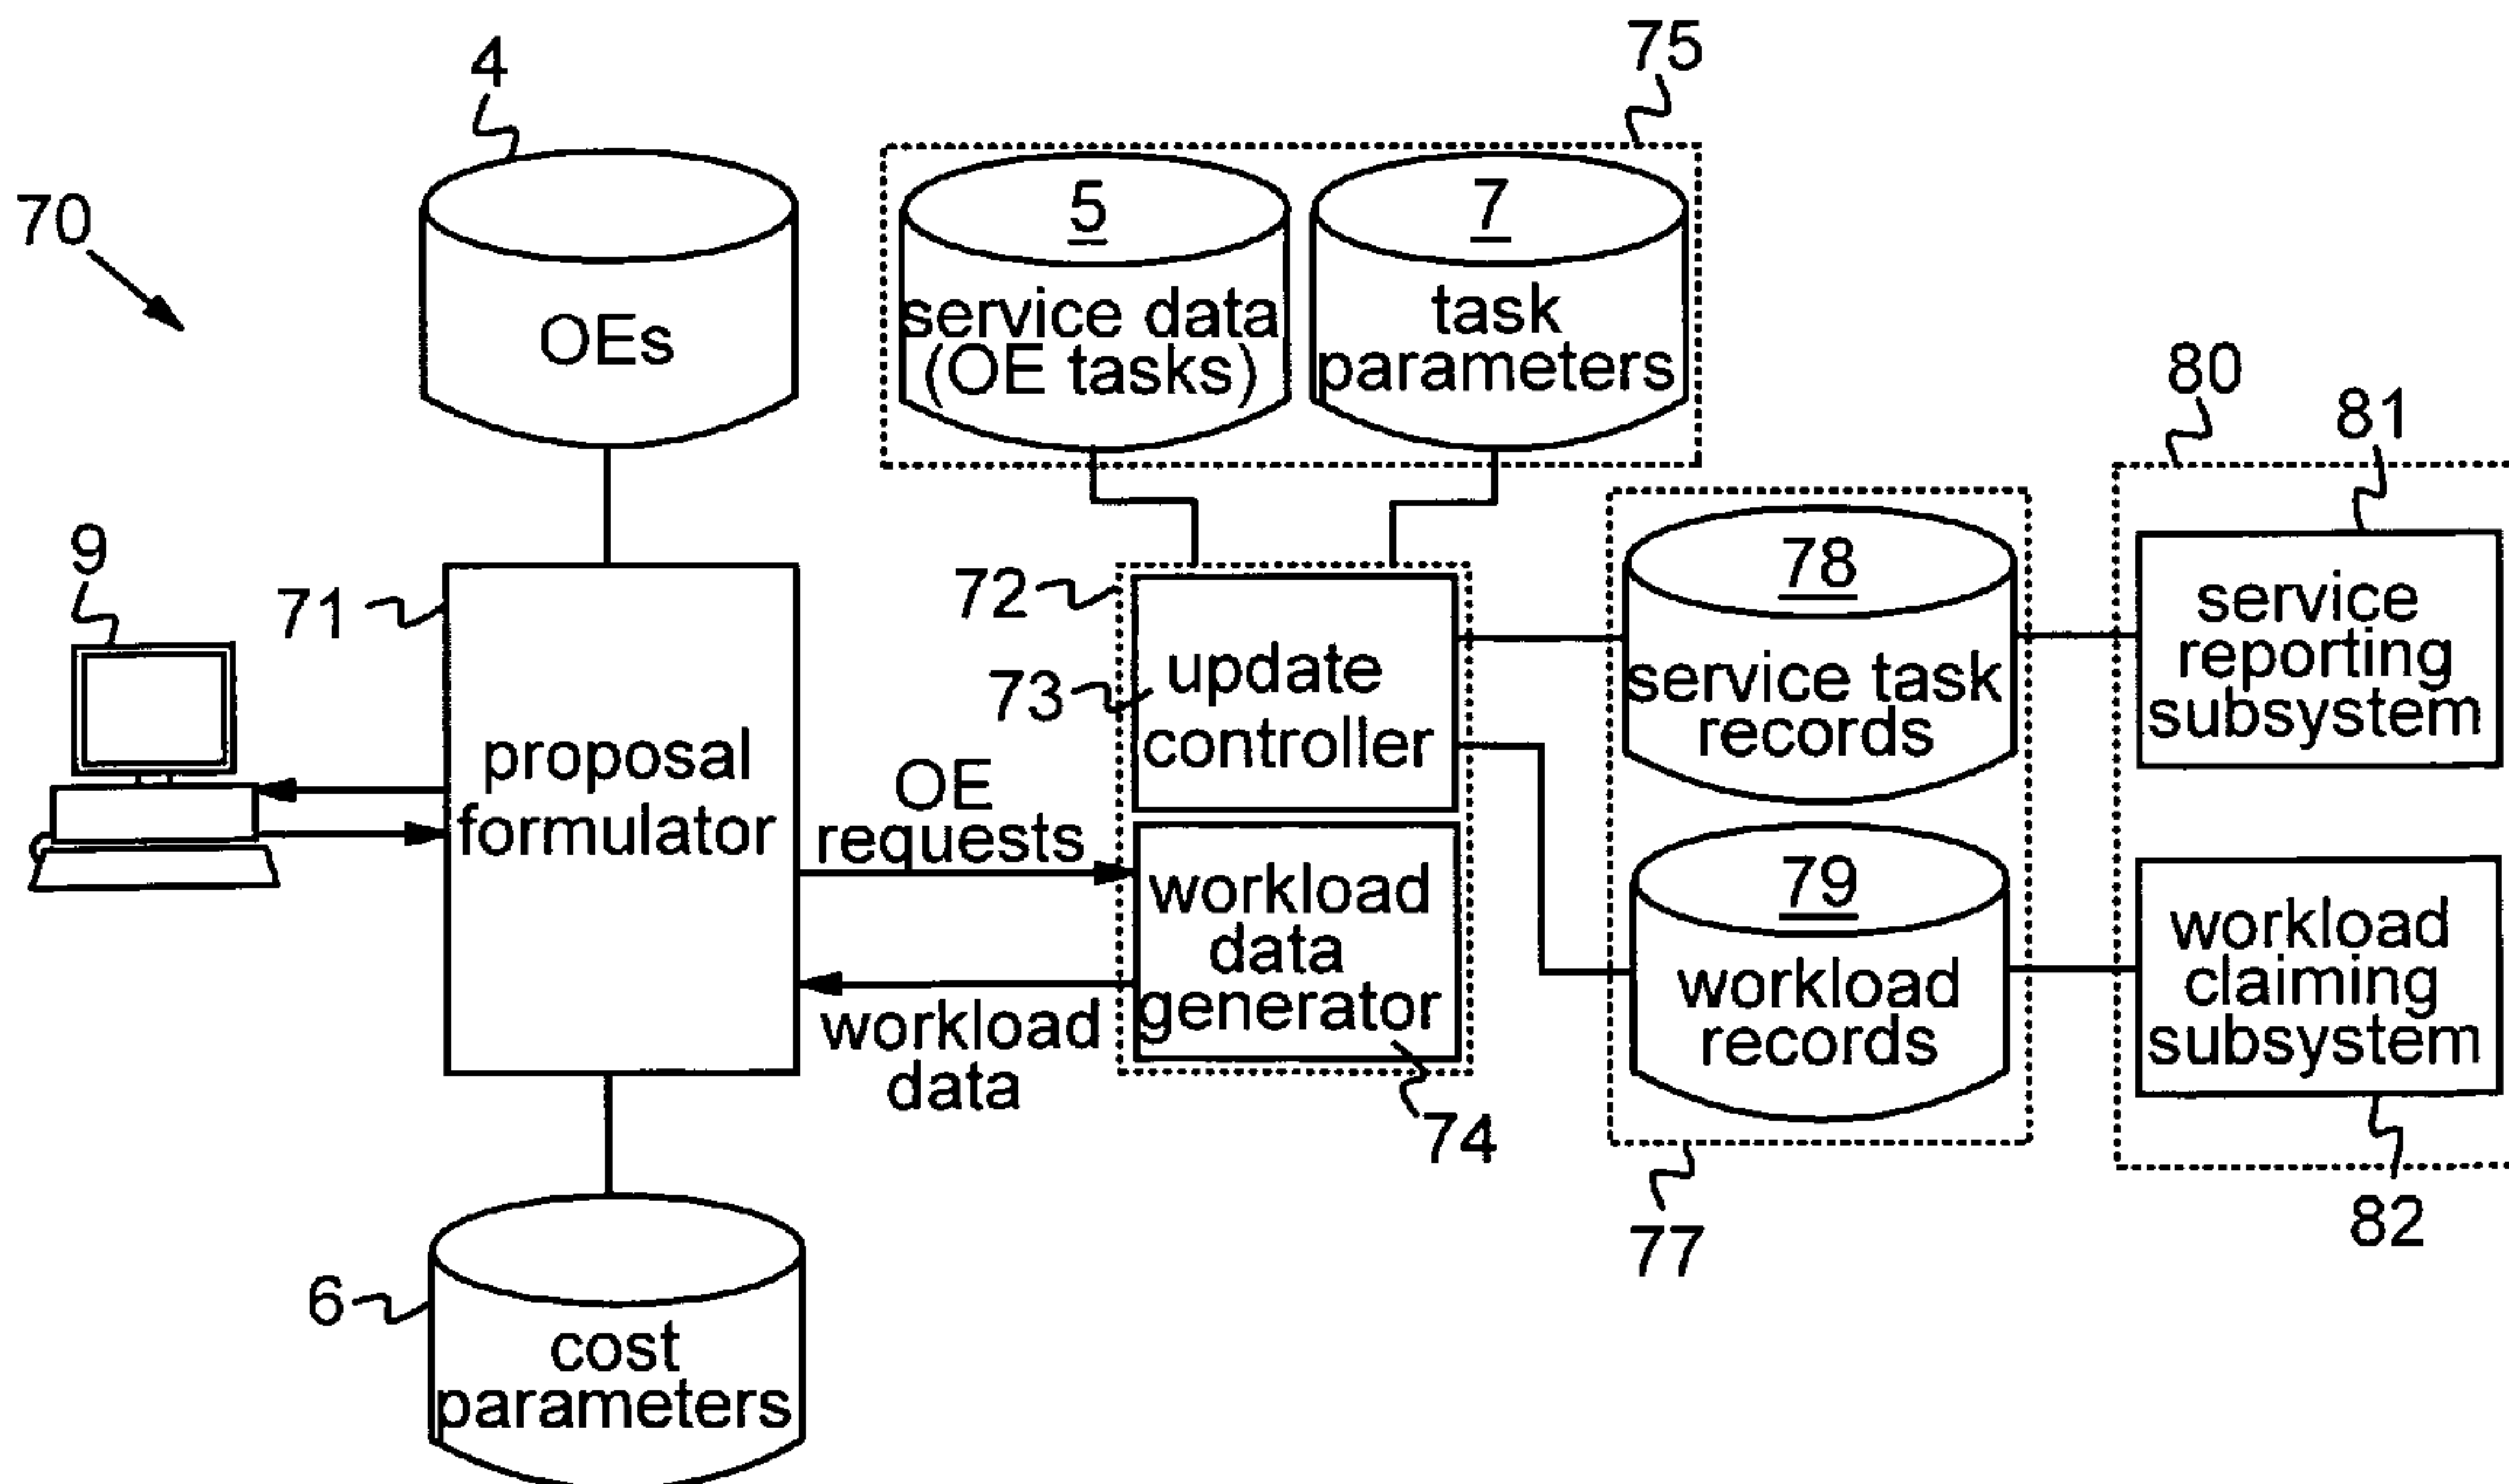 75
4
5
7
70
OEs
service data
(OE tasks)
task
parameters
80
81
9
71
72
73
update
controller
78
service task
records
service
reporting
subsystem
proposal
formulator
OE
requests
workload
data
generator
workload
data
74
79
workload
records
workload
claiming
subsystem
77
82
6
cost
parameters